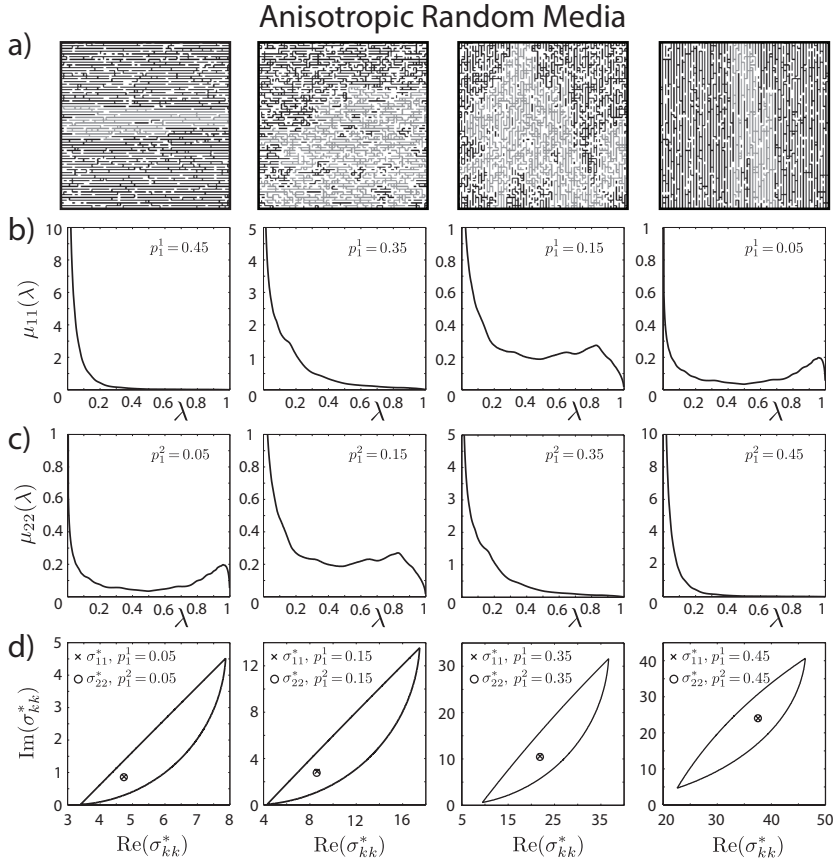 Anisotropic Random Media
a)
b)
μ₁₁(λ)
10
8
6
4
2
0
p₁¹ = 0.45
0.2 0.4 0.6 0.8 1
λ
5
4
3
2
1
0
p₁¹ = 0.35
0.2 0.4 0.6 0.8 1
λ
1
0.8
0.6
0.4
0.2
0
p₁¹ = 0.15
0.2 0.4 0.6 0.8 1
λ
1
0.8
0.6
0.4
0.2
0
p₁¹ = 0.05
0.2 0.4 0.6 0.8 1
λ
c)
μ₂₂(λ)
1
0.8
0.6
0.4
0.2
0
p₁² = 0.05
0.2 0.4 0.6 0.8 1
λ
1
0.8
0.6
0.4
0.2
0
p₁² = 0.15
0.2 0.4 0.6 0.8 1
λ
5
4
3
2
1
0
p₁² = 0.35
0.2 0.4 0.6 0.8 1
λ
10
8
6
4
2
0
p₁² = 0.45
0.2 0.4 0.6 0.8 1
λ
d)
Im(σ*ₖₖ)
5
4
3
2
1
0
× σ*₁₁, p₁¹ = 0.05
○ σ*₂₂, p₁² = 0.05
3 4 5 6 7 8
Re(σ*ₖₖ)
12
8
4
0
× σ*₁₁, p₁¹ = 0.15
○ σ*₂₂, p₁² = 0.15
4 8 12 16
Re(σ*ₖₖ)
30
20
10
0
× σ*₁₁, p₁¹ = 0.35
○ σ*₂₂, p₁² = 0.35
5 15 25 35
Re(σ*ₖₖ)
40
30
20
10
0
× σ*₁₁, p₁¹ = 0.45
○ σ*₂₂, p₁² = 0.45
20 30 40 50
Re(σ*ₖₖ)